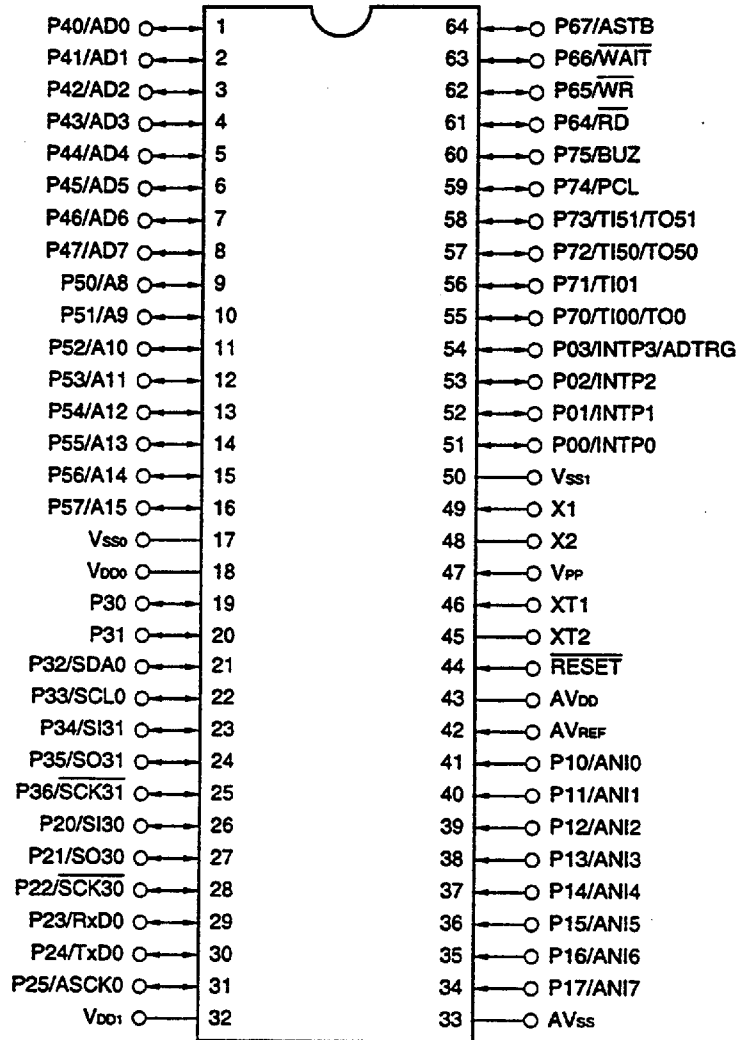 P40/AD0 1 64 P67/ASTB
P41/AD1 2 63 P66/WAIT
P42/AD2 3 62 P65/WR
P43/AD3 4 61 P64/RD
P44/AD4 5 60 P75/BUZ
P45/AD5 6 59 P74/PCL
P46/AD6 7 58 P73/TI51/TO51
P47/AD7 8 57 P72/TI50/TO50
P50/A8 9 56 P71/TI01
P51/A9 10 55 P70/TI00/TO0
P52/A10 11 54 P03/INTP3/ADTRG
P53/A11 12 53 P02/INTP2
P54/A12 13 52 P01/INTP1
P55/A13 14 51 P00/INTP0
P56/A14 15 50 VSS1
P57/A15 16 49 X1
VSS0 17 48 X2
VDD0 18 47 VPP
P30 19 46 XT1
P31 20 45 XT2
P32/SDA0 21 44 RESET
P33/SCL0 22 43 AVDD
P34/SI31 23 42 AVREF
P35/SO31 24 41 P10/ANI0
P36/SCK31 25 40 P11/ANI1
P20/SI30 26 39 P12/ANI2
P21/SO30 27 38 P13/ANI3
P22/SCK30 28 37 P14/ANI4
P23/RxD0 29 36 P15/ANI5
P24/TxD0 30 35 P16/ANI6
P25/ASCK0 31 34 P17/ANI7
VDD1 32 33 AVSS